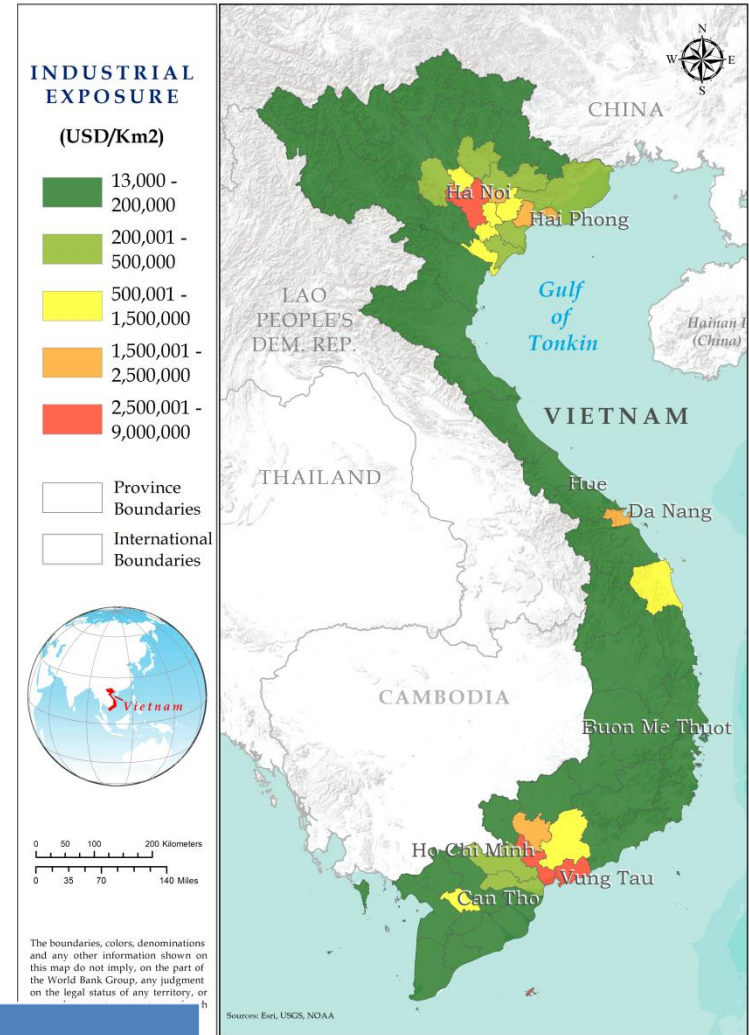 INDUSTRIAL
EXPOSURE
(USD/Km2)
13,000 -
200,000
200,001 -
500,000
500,001 -
1,500,000
1,500,001 -
2,500,000
2,500,001 -
9,000,000
Province
Boundaries
International
Boundaries
Vietnam
0 50 100 200 Kilometers
0 35 70 140 Miles
The boundaries, colors, denominations
and any other information shown on
this map do not imply, on the part of
the World Bank Group, any judgment
on the legal status of any territory, or
N
W E
S
CHINA
Ha Noi
Hai Phong
LAO
PEOPLE'S
DEM. REP.
Gulf
of
Tonkin
Hainan I
(China)
VIETNAM
THAILAND
Hue
Da Nang
CAMBODIA
Buon Me Thuot
Ho Chi Minh
Vung Tau
Can Tho
Sources: Esri, USGS, NOAA